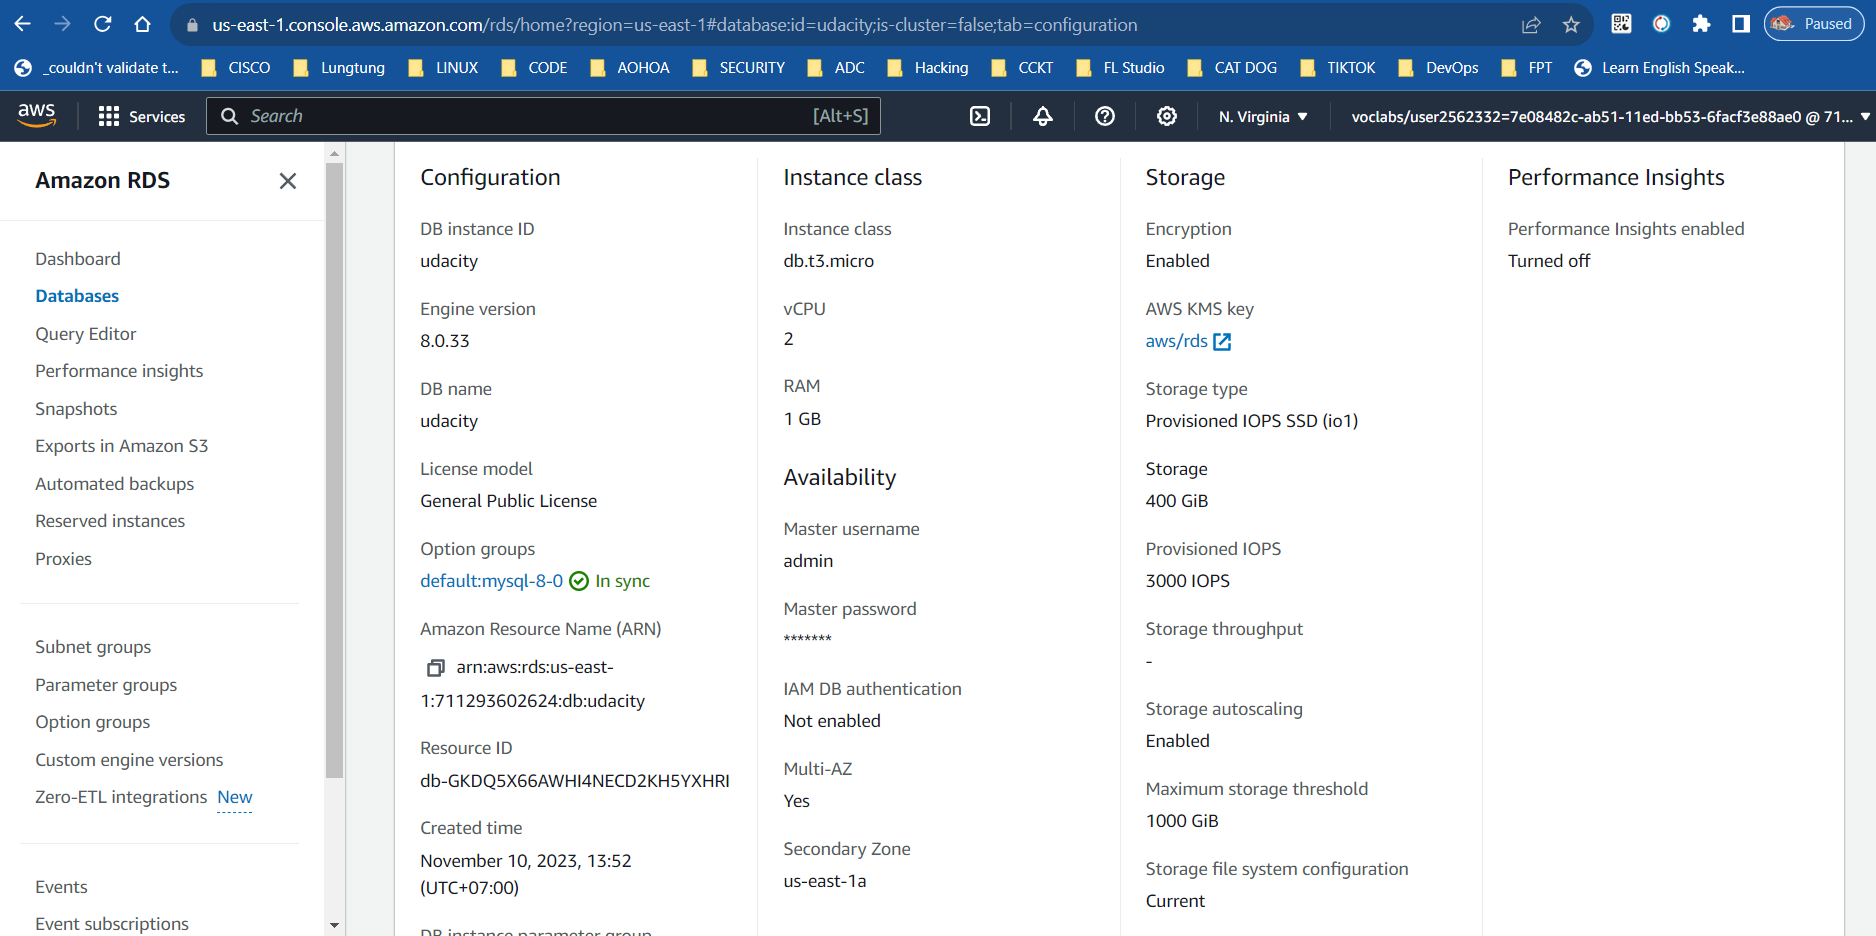 us-east-1.console.aws.amazon.com/rds/home?region=us-east-1#database:id=udacity;is-cluster=false;tab=configuration
Paused
_couldn't validate t...
CISCO
Lungtung
LINUX
CODE
AOHOA
SECURITY
ADC
Hacking
CCKT
FL Studio
CAT DOG
TIKTOK
DevOps
FPT
Learn English Speak...
aws
Services
Search
[Alt+S]
N. Virginia
voclabs/user2562332=7e08482c-ab51-11ed-bb53-6facf3e88ae0 @ 71...
Amazon RDS
Dashboard
Databases
Query Editor
Performance insights
Snapshots
Exports in Amazon S3
Automated backups
Reserved instances
Proxies
Subnet groups
Parameter groups
Option groups
Custom engine versions
Zero-ETL integrations New
Events
Event subscriptions
Configuration
DB instance ID
udacity
Engine version
8.0.33
DB name
udacity
License model
General Public License
Option groups
default:mysql-8-0 In sync
Amazon Resource Name (ARN)
arn:aws:rds:us-east-
1:711293602624:db:udacity
Resource ID
db-GKDQ5X66AWHI4NECD2KH5YXHRI
Created time
November 10, 2023, 13:52
(UTC+07:00)
DB instance parameter group
Instance class
Instance class
db.t3.micro
vCPU
2
RAM
1 GB
Availability
Master username
admin
Master password
*******
IAM DB authentication
Not enabled
Multi-AZ
Yes
Secondary Zone
us-east-1a
Storage
Encryption
Enabled
AWS KMS key
aws/rds
Storage type
Provisioned IOPS SSD (io1)
Storage
400 GiB
Provisioned IOPS
3000 IOPS
Storage throughput
-
Storage autoscaling
Enabled
Maximum storage threshold
1000 GiB
Storage file system configuration
Current
Performance Insights
Performance Insights enabled
Turned off